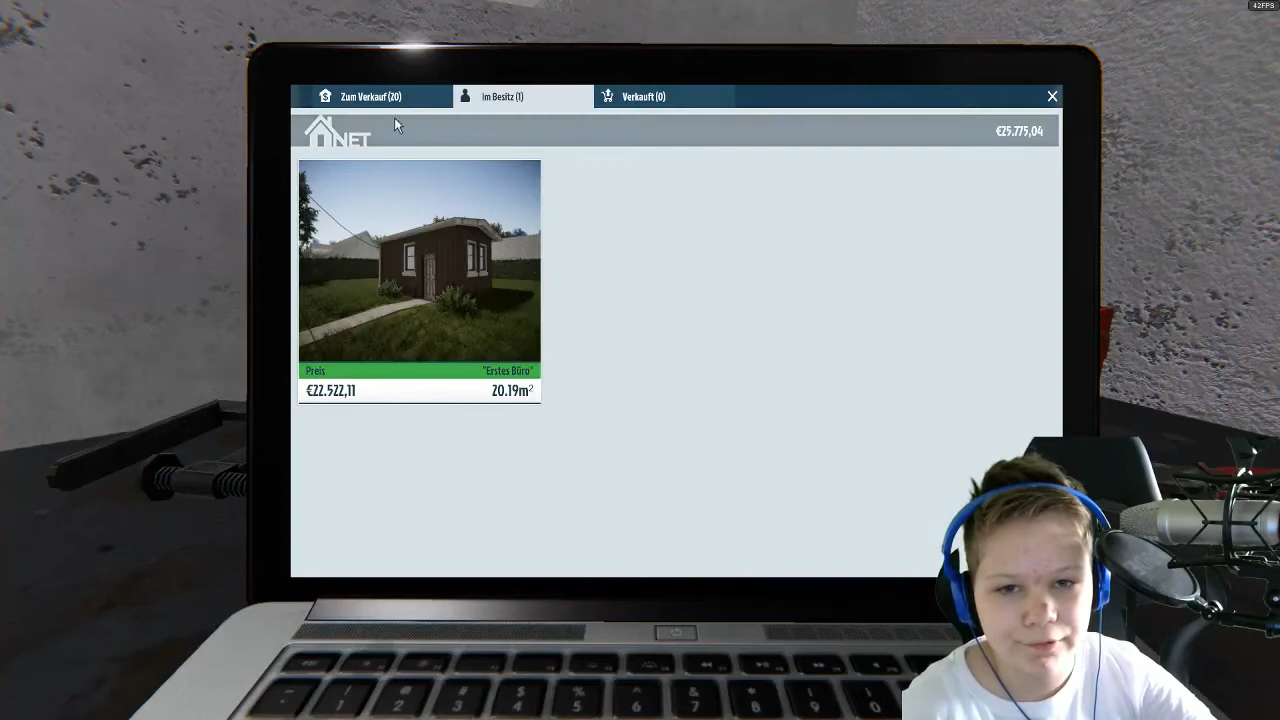 42FPS
Zum Verkauf (20)
Im Besitz (1)
Verkauft (0)
NET
€25.775,04
Preis "Erstes Büro"
€22.522,11 20.19m²